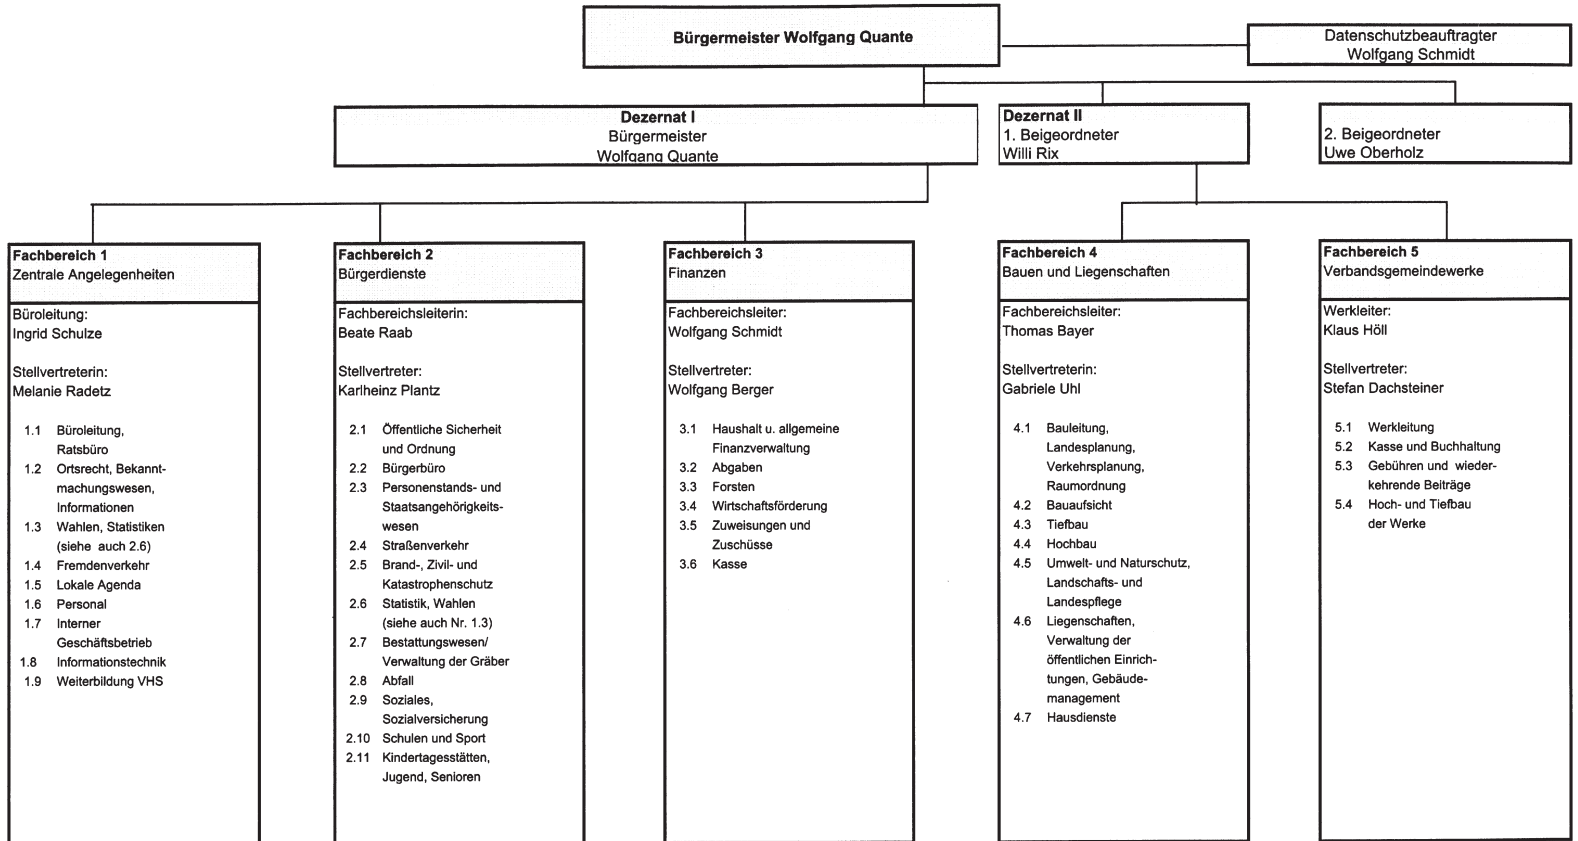 Bürgermeister Wolfgang Quante
Datenschutzbeauftragter
Wolfgang Schmidt
Dezernat I
Bürgermeister
Wolfgang Quante
Dezernat II
1. Beigeordneter
Willi Rix
2. Beigeordneter
Uwe Oberholz
Fachbereich 1
Zentrale Angelegenheiten
Büroleitung:
Ingrid Schulze
Stellvertreterin:
Melanie Radetz
1.1 Büroleitung,
Ratsbüro
1.2 Ortsrecht, Bekannt-
machungswesen,
Informationen
1.3 Wahlen, Statistiken
(siehe auch 2.6)
1.4 Fremdenverkehr
1.5 Lokale Agenda
1.6 Personal
1.7 Interner
Geschäftsbetrieb
1.8 Informationstechnik
1.9 Weiterbildung VHS
Fachbereich 2
Bürgerdienste
Fachbereichsleiterin:
Beate Raab
Stellvertreter:
Karlheinz Plantz
2.1 Öffentliche Sicherheit
und Ordnung
2.2 Bürgerbüro
2.3 Personenstands- und
Staatsangehörigkeits-
wesen
2.4 Straßenverkehr
2.5 Brand-, Zivil- und
Katastrophenschutz
2.6 Statistik, Wahlen
(siehe auch Nr. 1.3)
2.7 Bestattungswesen/
Verwaltung der Gräber
2.8 Abfall
2.9 Soziales,
Sozialversicherung
2.10 Schulen und Sport
2.11 Kindertagesstätten,
Jugend, Senioren
Fachbereich 3
Finanzen
Fachbereichsleiter:
Wolfgang Schmidt
Stellvertreter:
Wolfgang Berger
3.1 Haushalt u. allgemeine
Finanzverwaltung
3.2 Abgaben
3.3 Forsten
3.4 Wirtschaftsförderung
3.5 Zuweisungen und
Zuschüsse
3.6 Kasse
Fachbereich 4
Bauen und Liegenschaften
Fachbereichsleiter:
Thomas Bayer
Stellvertreterin:
Gabriele Uhl
4.1 Bauleitung,
Landesplanung,
Verkehrsplanung,
Raumordnung
4.2 Bauaufsicht
4.3 Tiefbau
4.4 Hochbau
4.5 Umwelt- und Naturschutz,
Landschafts- und
Landespflege
4.6 Liegenschaften,
Verwaltung der
öffentlichen Einrich-
tungen, Gebäude-
management
4.7 Hausdienste
Fachbereich 5
Verbandsgemeindewerke
Werkleiter:
Klaus Höll
Stellvertreter:
Stefan Dachsteiner
5.1 Werkleitung
5.2 Kasse und Buchhaltung
5.3 Gebühren und wieder-
kehrende Beiträge
5.4 Hoch- und Tiefbau
der Werke